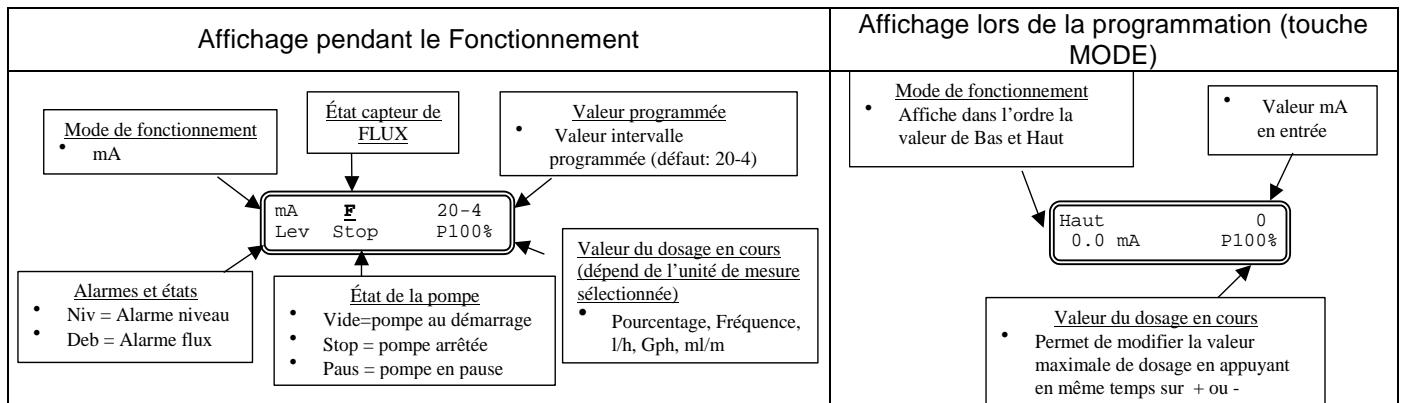 Affichage pendant le Fonctionnement
Affichage lors de la programmation (touche
MODE)
Mode de fonctionnement
• mA
État capteur de
FLUX
Valeur programmée
• Valeur intervalle
programmée (défaut: 20-4)
mA F 20-4
Lev Stop P100%
Alarmes et états
• Niv = Alarme niveau
• Deb = Alarme flux
État de la pompe
• Vide=pompe au démarrage
• Stop = pompe arrêtée
• Paus = pompe en pause
Valeur du dosage en cours
(dépend de l’unité de mesure
sélectionnée)
• Pourcentage, Fréquence,
l/h, Gph, ml/m
Mode de fonctionnement
• Affiche dans l’ordre la
valeur de Bas et Haut
• Valeur mA
en entrée
Haut 0
0.0 mA P100%
Valeur du dosage en cours
• Permet de modifier la valeur
maximale de dosage en appuyant
en même temps sur + ou -